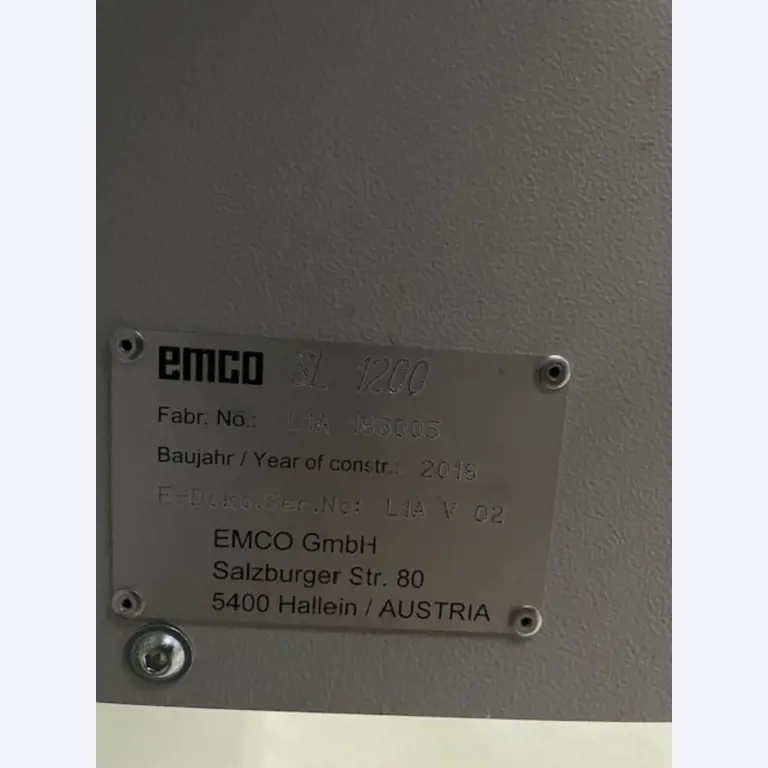 emco SL 1200
Fabr. No.: L1A 183005
Baujahr / Year of constr.: 2018
E-Doku.Ser.No: L1A V 02
EMCO GmbH
Salzburger Str. 80
5400 Hallein / AUSTRIA